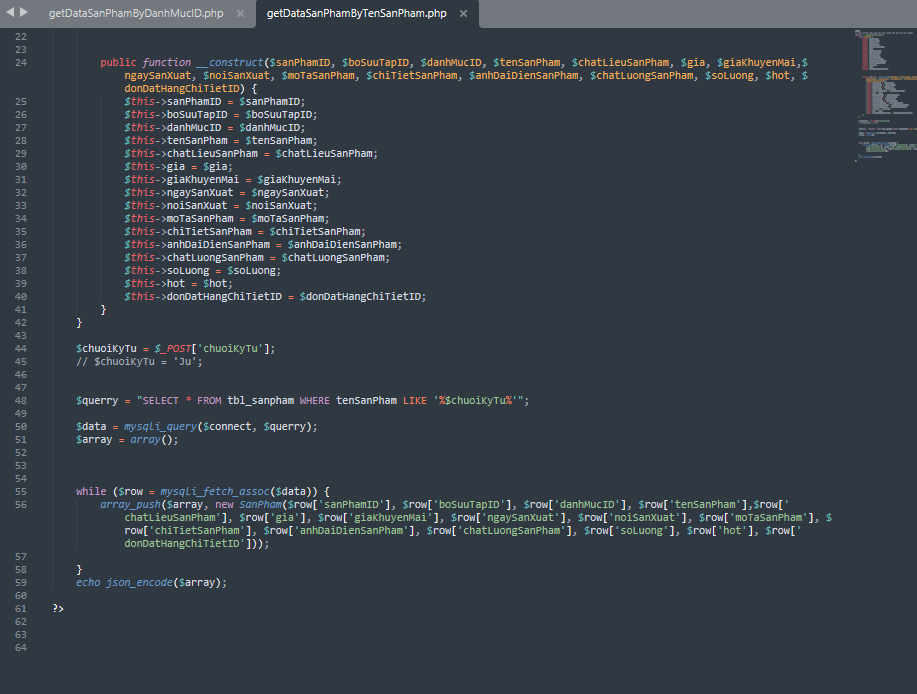 getDataSanPhamByDanhMucID.php ×
getDataSanPhamByTenSanPham.php ×
22
23
24 public function __construct($sanPhamID, $boSuuTapID, $danhMucID, $tenSanPham, $chatLieuSanPham, $gia, $giaKhuyenMai,$
ngaySanXuat, $noiSanXuat, $moTaSanPham, $chiTietSanPham, $anhDaiDienSanPham, $chatLuongSanPham, $soLuong, $hot, $
donDatHangChiTietID) {
25 $this->sanPhamID = $sanPhamID;
26 $this->boSuuTapID = $boSuuTapID;
27 $this->danhMucID = $danhMucID;
28 $this->tenSanPham = $tenSanPham;
29 $this->chatLieuSanPham = $chatLieuSanPham;
30 $this->gia = $gia;
31 $this->giaKhuyenMai = $giaKhuyenMai;
32 $this->ngaySanXuat = $ngaySanXuat;
33 $this->noiSanXuat = $noiSanXuat;
34 $this->moTaSanPham = $moTaSanPham;
35 $this->chiTietSanPham = $chiTietSanPham;
36 $this->anhDaiDienSanPham = $anhDaiDienSanPham;
37 $this->chatLuongSanPham = $chatLuongSanPham;
38 $this->soLuong = $soLuong;
39 $this->hot = $hot;
40 $this->donDatHangChiTietID = $donDatHangChiTietID;
41 }
42 }
43
44 $chuoiKyTu = $_POST['chuoiKyTu'];
45 // $chuoiKyTu = 'Ju';
46
47
48 $querry = "SELECT * FROM tbl_sanpham WHERE tenSanPham LIKE '%$chuoiKyTu%'";
49
50 $data = mysqli_query($connect, $querry);
51 $array = array();
52
53
54
55 while ($row = mysqli_fetch_assoc($data)) {
56 array_push($array, new SanPham($row['sanPhamID'], $row['boSuuTapID'], $row['danhMucID'], $row['tenSanPham'],$row['
chatLieuSanPham'], $row['gia'], $row['giaKhuyenMai'], $row['ngaySanXuat'], $row['noiSanXuat'], $row['moTaSanPham'], $
row['chiTietSanPham'], $row['anhDaiDienSanPham'], $row['chatLuongSanPham'], $row['soLuong'], $row['hot'], $row['
donDatHangChiTietID']));
57
58 }
59 echo json_encode($array);
60
61 ?>
62
63
64